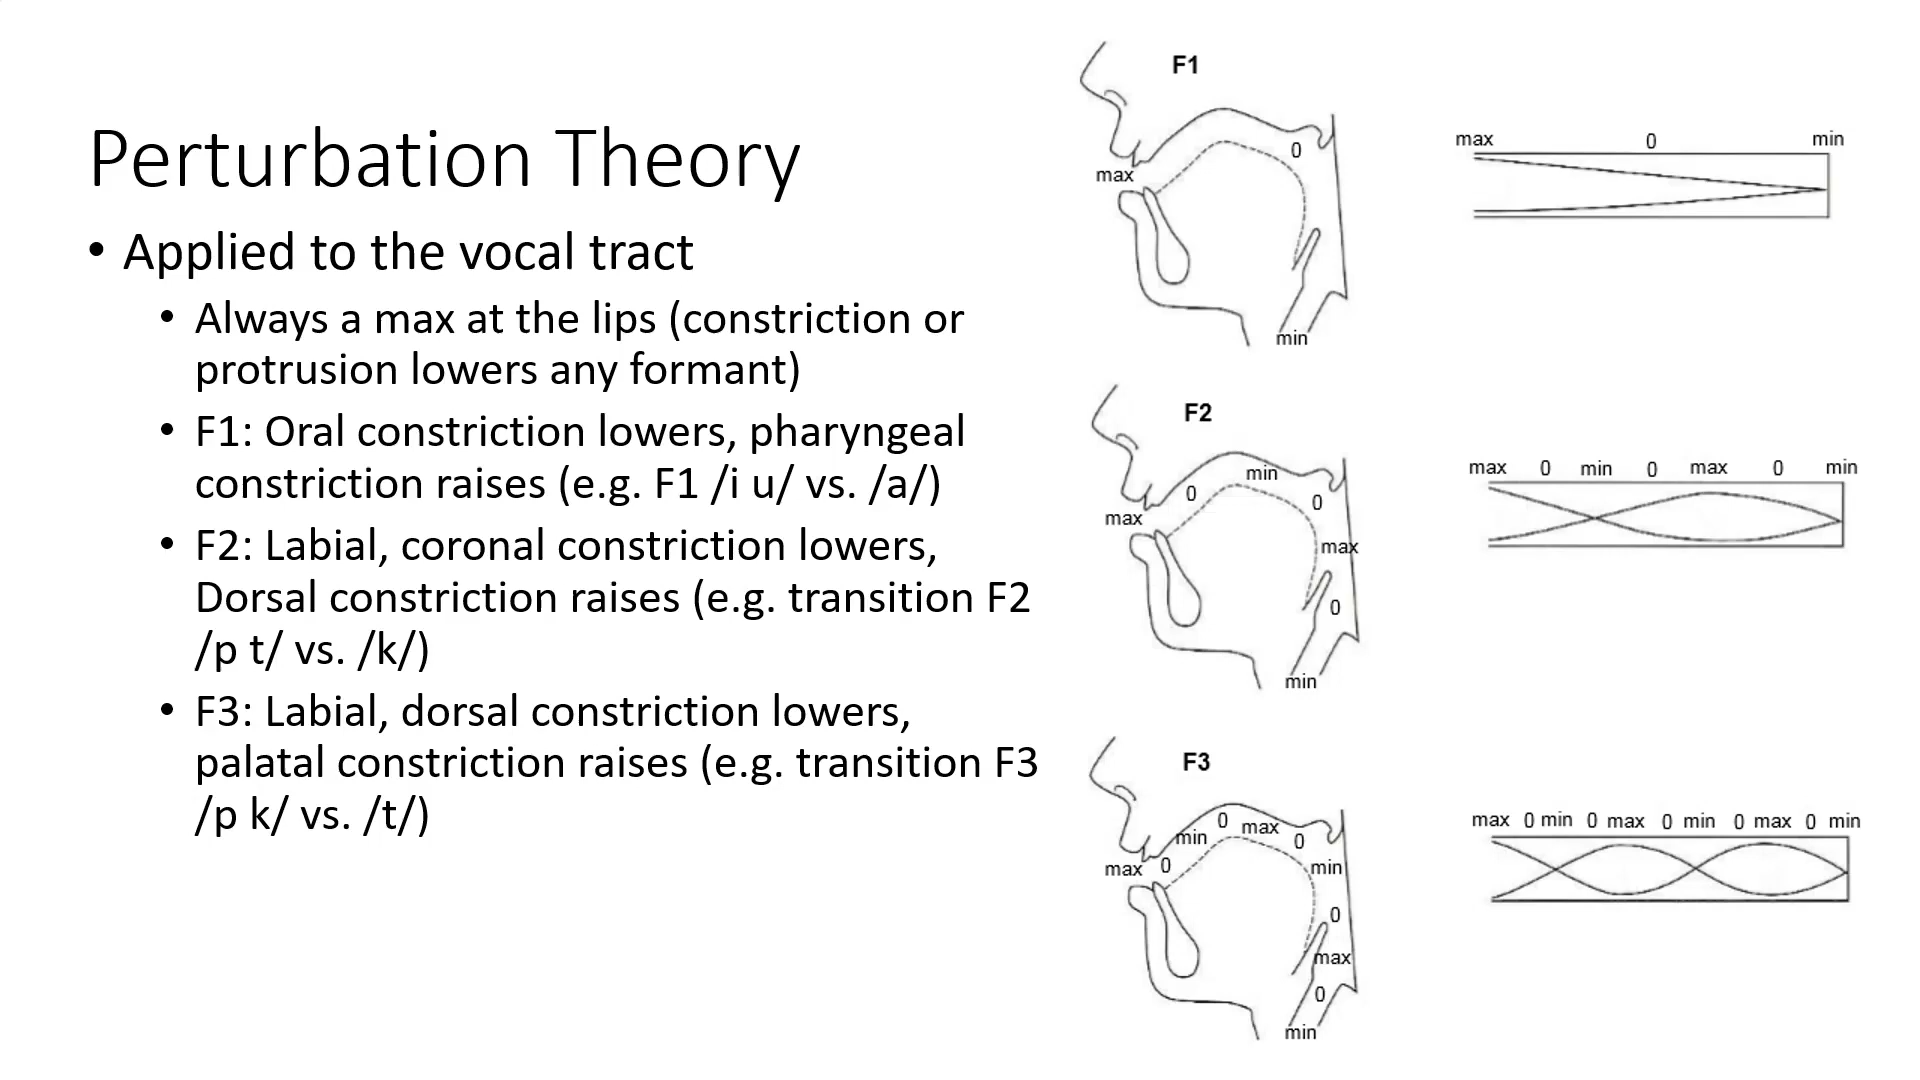 Perturbation Theory
• Applied to the vocal tract
• Always a max at the lips (constriction or
protrusion lowers any formant)
• F1: Oral constriction lowers, pharyngeal
constriction raises (e.g. F1 /i u/ vs. /a/)
• F2: Labial, coronal constriction lowers,
Dorsal constriction raises (e.g. transition F2
/p t/ vs. /k/)
• F3: Labial, dorsal constriction lowers,
palatal constriction raises (e.g. transition F3
/p k/ vs. /t/)
F1
0
max
min
max 0 min
F2
min
0
0
max
max
0
min
max 0 min 0 max 0 min
F3
0 max
min 0
max 0 min
0
max
0
min
max 0 min 0 max 0 min 0 max 0 min